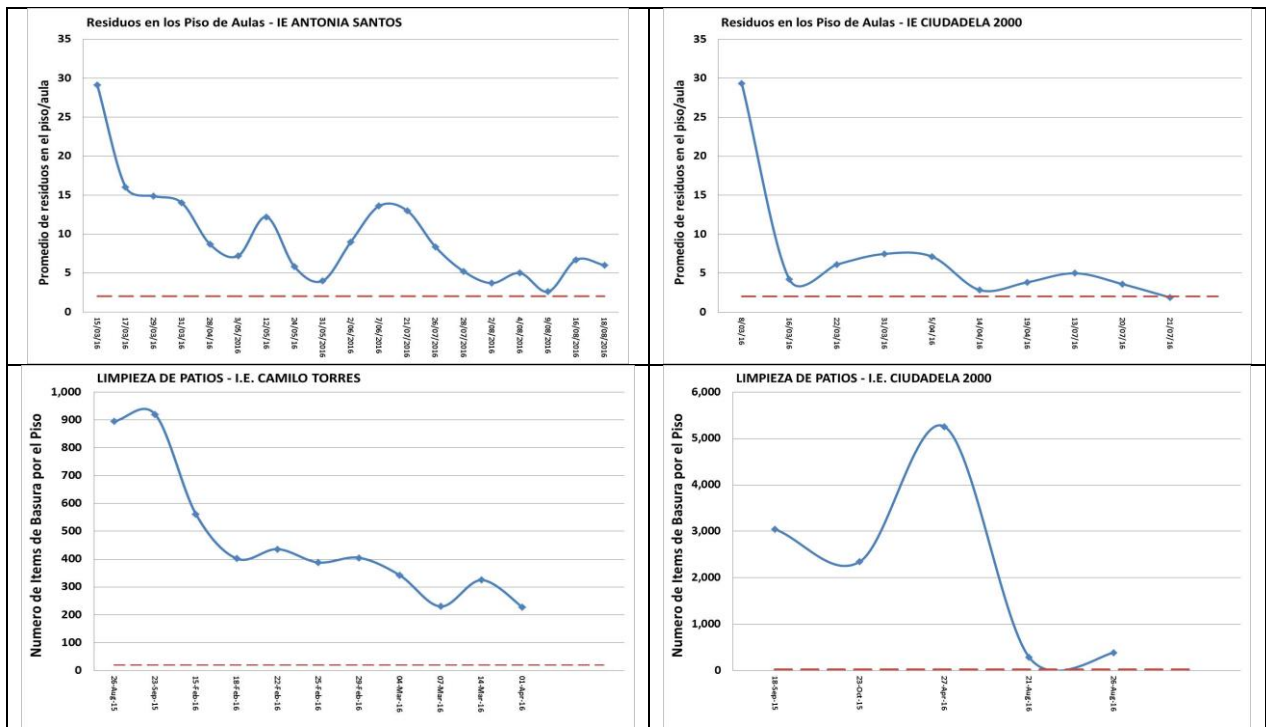 Residuos en los Piso de Aulas - IE ANTONIA SANTOS
Promedio de residuos en el piso/aula
35
30
25
20
15
10
5
0
15/03/16
17/03/16
29/03/16
31/03/16
28/04/16
3/05/2016
12/05/16
24/05/16
31/05/2016
2/06/2016
7/06/2016
21/07/2016
26/07/2016
28/07/2016
2/08/2016
4/08/2016
9/08/2016
16/08/2016
18/08/2016
Residuos en los Piso de Aulas - IE CIUDADELA 2000
Promedio de residuos en el piso/aula
35
30
25
20
15
10
5
0
8/03/16
16/03/16
22/03/16
31/03/16
5/04/16
14/04/16
19/04/16
13/07/16
20/07/16
21/07/16
LIMPIEZA DE PATIOS - I.E. CAMILO TORRES
Numero de Items de Basura por el Piso
1,000
900
800
700
600
500
400
300
200
100
0
26-Aug-15
23-Sep-15
15-Feb-16
18-Feb-16
22-Feb-16
25-Feb-16
29-Feb-16
04-Mar-16
07-Mar-16
14-Mar-16
01-Apr-16
LIMPIEZA DE PATIOS - I.E. CIUDADELA 2000
Numero de Items de Basura por el Piso
6,000
5,000
4,000
3,000
2,000
1,000
0
18-Sep-15
23-Oct-15
27-Apr-16
21-Aug-16
26-Aug-16